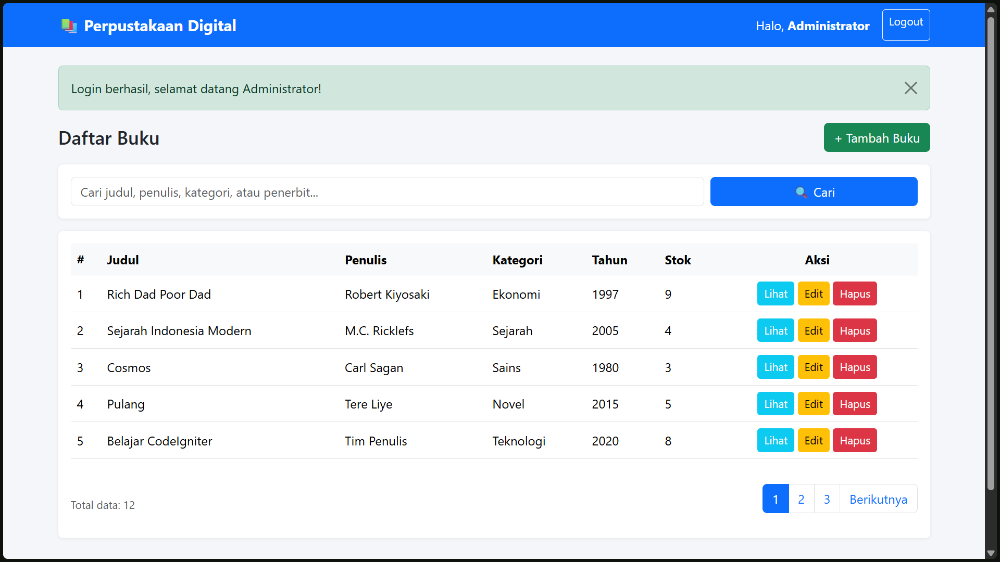 Perpustakaan Digital
Halo, Administrator
Logout
Login berhasil, selamat datang Administrator!
Daftar Buku
+ Tambah Buku
Cari judul, penulis, kategori, atau penerbit...
Cari
# Judul Penulis Kategori Tahun Stok Aksi
1 Rich Dad Poor Dad Robert Kiyosaki Ekonomi 1997 9 Lihat Edit Hapus
2 Sejarah Indonesia Modern M.C. Ricklefs Sejarah 2005 4 Lihat Edit Hapus
3 Cosmos Carl Sagan Sains 1980 3 Lihat Edit Hapus
4 Pulang Tere Liye Novel 2015 5 Lihat Edit Hapus
5 Belajar CodeIgniter Tim Penulis Teknologi 2020 8 Lihat Edit Hapus
Total data: 12
1 2 3 Berikutnya